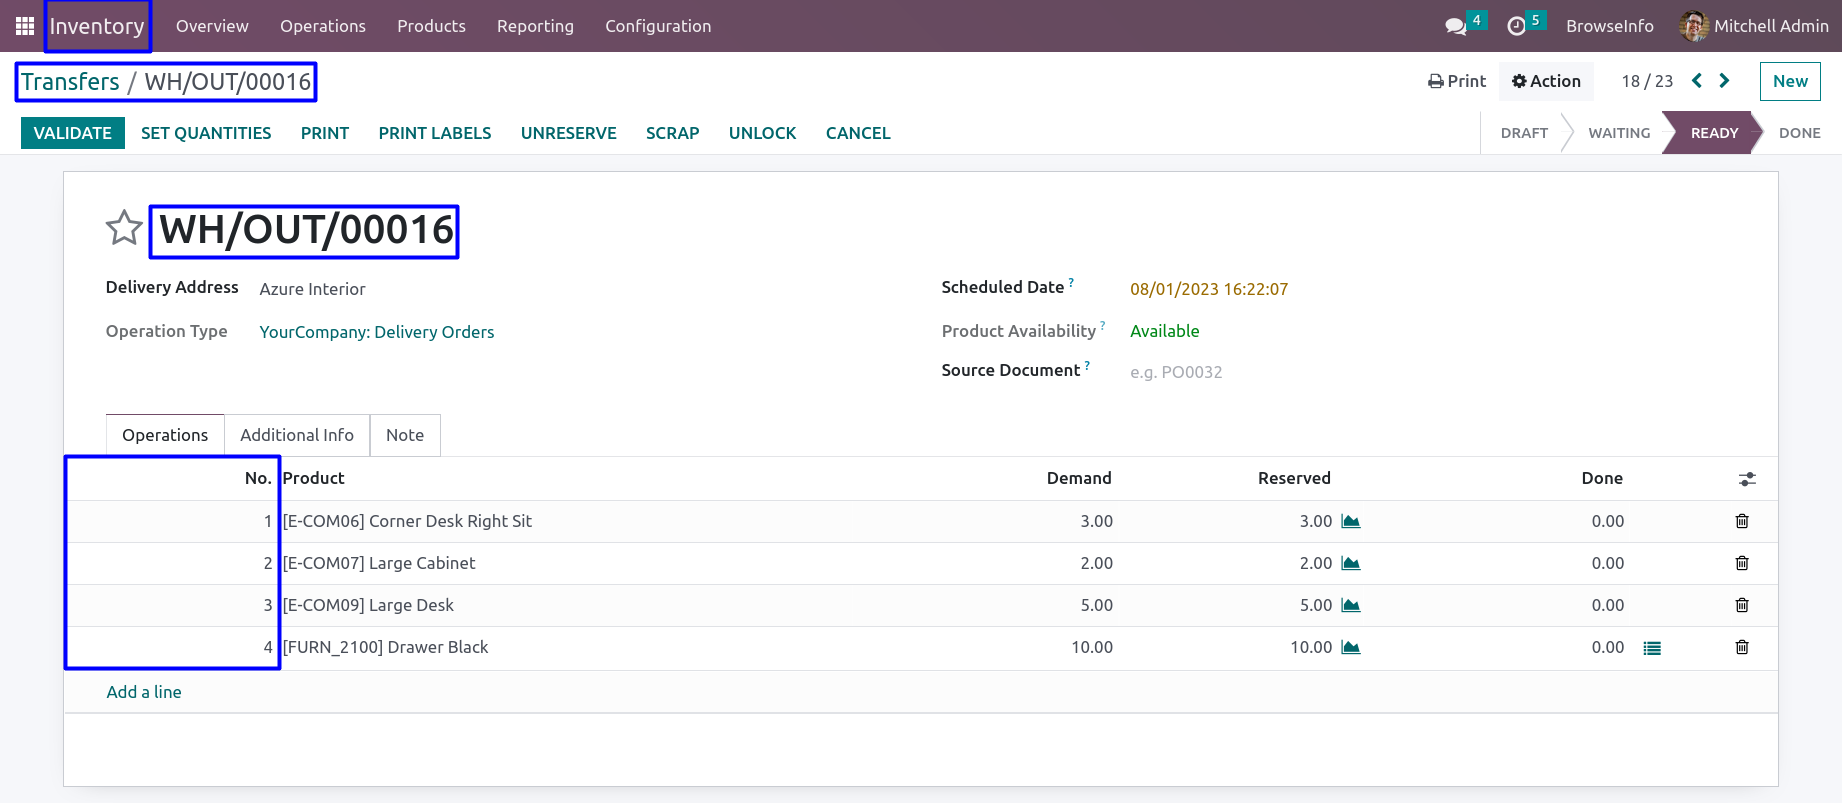 Inventory Overview Operations Products Reporting Configuration 4 5 BrowseInfo Mitchell Admin
Transfers / WH/OUT/00016 Print Action 18 / 23 New
VALIDATE SET QUANTITIES PRINT PRINT LABELS UNRESERVE SCRAP UNLOCK CANCEL DRAFT WAITING READY DONE
WH/OUT/00016
Delivery Address Azure Interior Scheduled Date ? 08/01/2023 16:22:07
Operation Type YourCompany: Delivery Orders Product Availability ? Available
Source Document ? e.g. PO0032
Operations Additional Info Note
No. Product Demand Reserved Done
1 [E-COM06] Corner Desk Right Sit 3.00 3.00 0.00
2 [E-COM07] Large Cabinet 2.00 2.00 0.00
3 [E-COM09] Large Desk 5.00 5.00 0.00
4 [FURN_2100] Drawer Black 10.00 10.00 0.00
Add a line